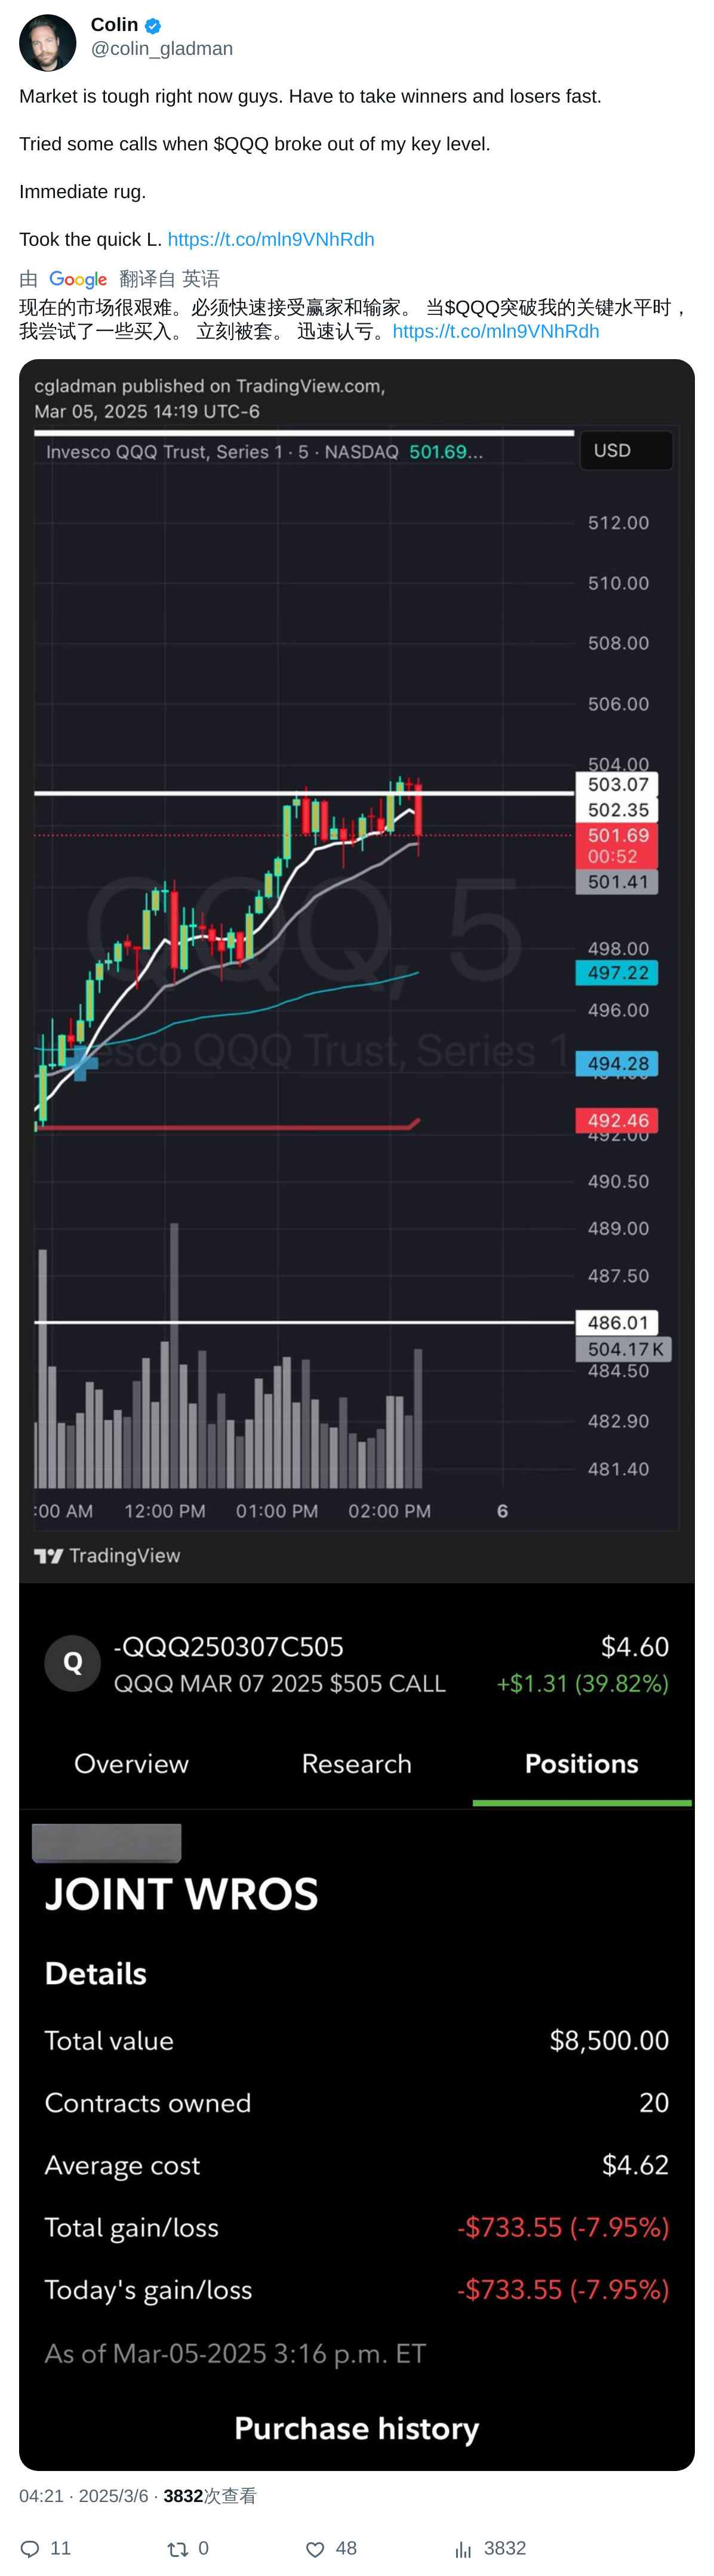 Colin
@colin_gladman
Market is tough right now guys. Have to take winners and losers fast.
Tried some calls when $QQQ broke out of my key level.
Immediate rug.
Took the quick L. https://t.co/mln9VNhRdh
由 Google 翻译自 英语
现在的市场很艰难。必须快速接受赢家和输家。 当$QQQ突破我的关键水平时，
我尝试了一些买入。 立刻被套。 迅速认亏。https://t.co/mln9VNhRdh
cgladman published on TradingView.com,
Mar 05, 2025 14:19 UTC-6
Invesco QQQ Trust, Series 1 · 5 · NASDAQ 501.69...
USD
512.00
510.00
508.00
506.00
504.00
503.07
502.35
501.69
00:52
501.41
QQQ, 5
498.00
497.22
496.00
esco QQQ Trust, Series 1
494.28
492.46
492.00
490.50
489.00
487.50
486.01
504.17 K
484.50
482.90
481.40
:00 AM 12:00 PM 01:00 PM 02:00 PM 6
TradingView
Q
-QQQ250307C505 $4.60
QQQ MAR 07 2025 $505 CALL +$1.31 (39.82%)
Overview Research Positions
JOINT WROS
Details
Total value $8,500.00
Contracts owned 20
Average cost $4.62
Total gain/loss -$733.55 (-7.95%)
Today's gain/loss -$733.55 (-7.95%)
As of Mar-05-2025 3:16 p.m. ET
Purchase history
04:21 · 2025/3/6 · 3832次查看
11 0 48 3832